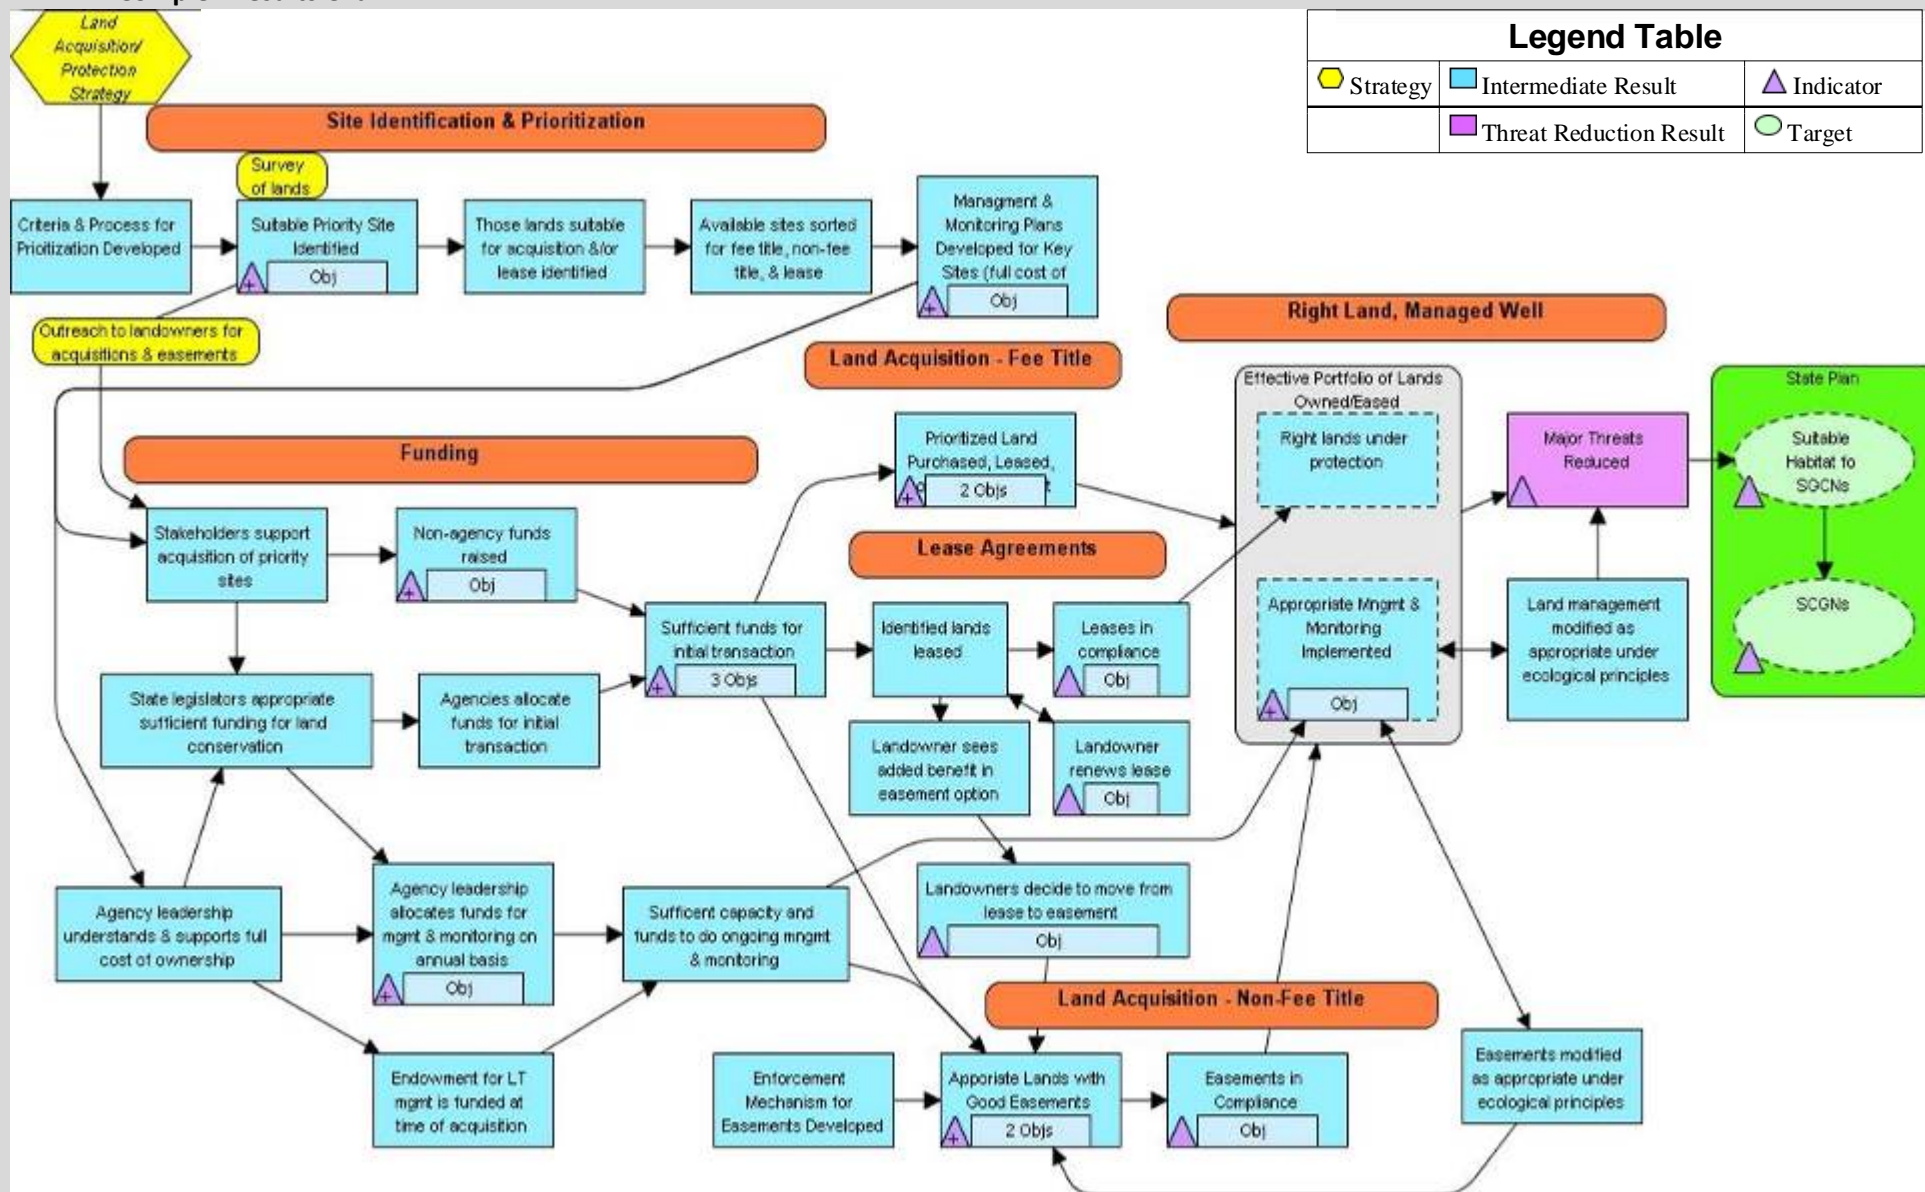 Land
Acquisition/
Protection
Strategy
Legend Table
Strategy
Intermediate Result
Indicator
Threat Reduction Result
Target
Site Identification & Prioritization
Survey
of lands
Criteria & Process for
Prioitization Developed
Suitable Priority Site
Identified
Obj
Those lands suitable
for acquisition &/or
lease identified
Available sites sorted
for fee title, non-fee
title, & lease
Managment &
Monitoring Plans
Developed for Key
Sites (full cost of
Obj
Outreach to landowners for
acquisitions & easements
Right Land, Managed Well
Land Acquisition - Fee Title
Effective Portfolio of Lands
Owned/Eased
Right lands under
protection
Appropriate Mngmt &
Monitoring
Implemented
Obj
Major Threats
Reduced
State Plan
Suitable
Habitat fo
SGCNs
SCGNs
Land management
modified as
appropriate under
ecological principles
Funding
Prioritized Land
Purchased, Leased,
2 Objs
Stakeholders support
acquisition of priority
sites
Non-agency funds
raised
Obj
Lease Agreements
Sufficient funds for
initial transaction
3 Objs
Identified lands
leased
Leases in
compliance
Obj
State legislators appropriate
sufficient funding for land
conservation
Agencies allocate
funds for initial
transaction
Landowner sees
added benefit in
easement option
Landowner
renews lease
Obj
Agency leadership
understands & supports full
cost of ownership
Agency leadership
allocates funds for
mgmt & monitoring on
annual basis
Obj
Sufficent capacity and
funds to do ongoing mngmt
& monitoring
Landowners decide to move from
lease to easement
Obj
Land Acquisition - Non-Fee Title
Endowment for LT
mgmt is funded at
time of acquisition
Enforcement
Mechanism for
Easements Developed
Apporiate Lands with
Good Easements
2 Objs
Easements in
Compliance
Obj
Easements modified
as appropriate under
ecological principles